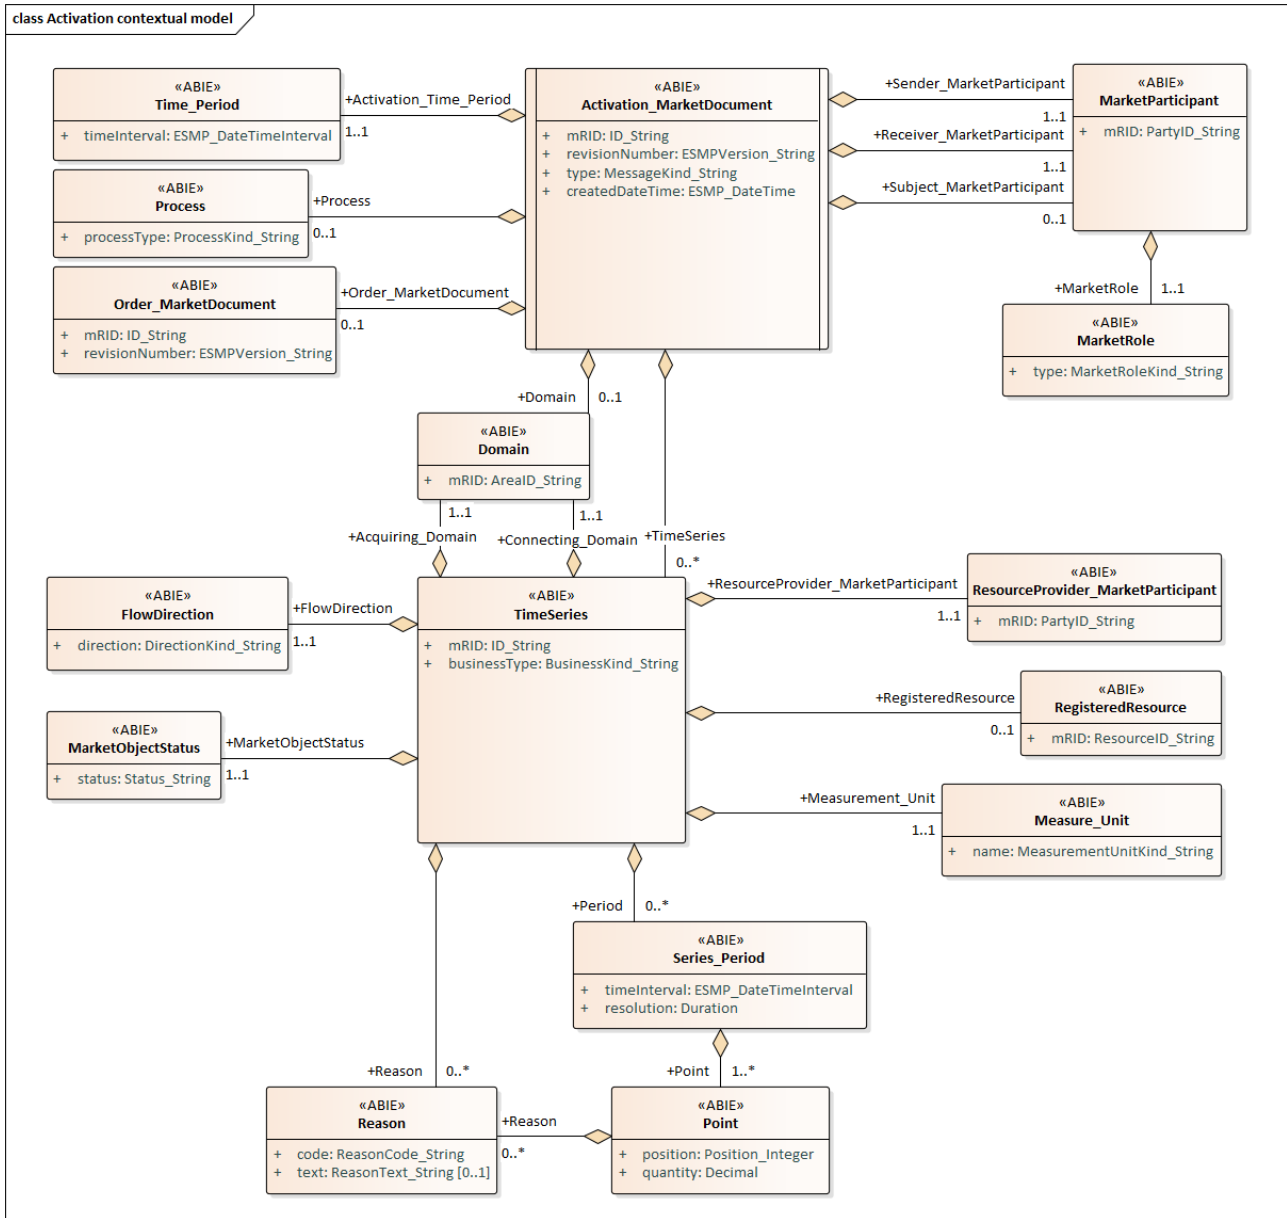 class Activation contextual model
«ABIE»
Time_Period
+ timeInterval: ESMP_DateTimeInterval
+Activation_Time_Period
1..1
«ABIE»
Activation_MarketDocument
+ mRID: ID_String
+ revisionNumber: ESMPVersion_String
+ type: MessageKind_String
+ createdDateTime: ESMP_DateTime
+Sender_MarketParticipant
1..1
+Receiver_MarketParticipant
1..1
+Subject_MarketParticipant
0..1
«ABIE»
MarketParticipant
+ mRID: PartyID_String
«ABIE»
Process
+ processType: ProcessKind_String
+Process
0..1
«ABIE»
Order_MarketDocument
+ mRID: ID_String
+ revisionNumber: ESMPVersion_String
+Order_MarketDocument
0..1
+MarketRole
1..1
«ABIE»
MarketRole
+ type: MarketRoleKind_String
+Domain
0..1
«ABIE»
Domain
+ mRID: AreaID_String
1..1
1..1
+Acquiring_Domain
+Connecting_Domain
+TimeSeries
0..*
«ABIE»
FlowDirection
+ direction: DirectionKind_String
+FlowDirection
1..1
«ABIE»
TimeSeries
+ mRID: ID_String
+ businessType: BusinessKind_String
+ResourceProvider_MarketParticipant
1..1
«ABIE»
ResourceProvider_MarketParticipant
+ mRID: PartyID_String
«ABIE»
MarketObjectStatus
+ status: Status_String
+MarketObjectStatus
1..1
+RegisteredResource
0..1
«ABIE»
RegisteredResource
+ mRID: ResourceID_String
+Measurement_Unit
1..1
«ABIE»
Measure_Unit
+ name: MeasurementUnitKind_String
+Period
0..*
«ABIE»
Series_Period
+ timeInterval: ESMP_DateTimeInterval
+ resolution: Duration
+Reason
0..*
+Point
1..*
«ABIE»
Reason
+ code: ReasonCode_String
+ text: ReasonText_String [0..1]
+Reason
0..*
«ABIE»
Point
+ position: Position_Integer
+ quantity: Decimal